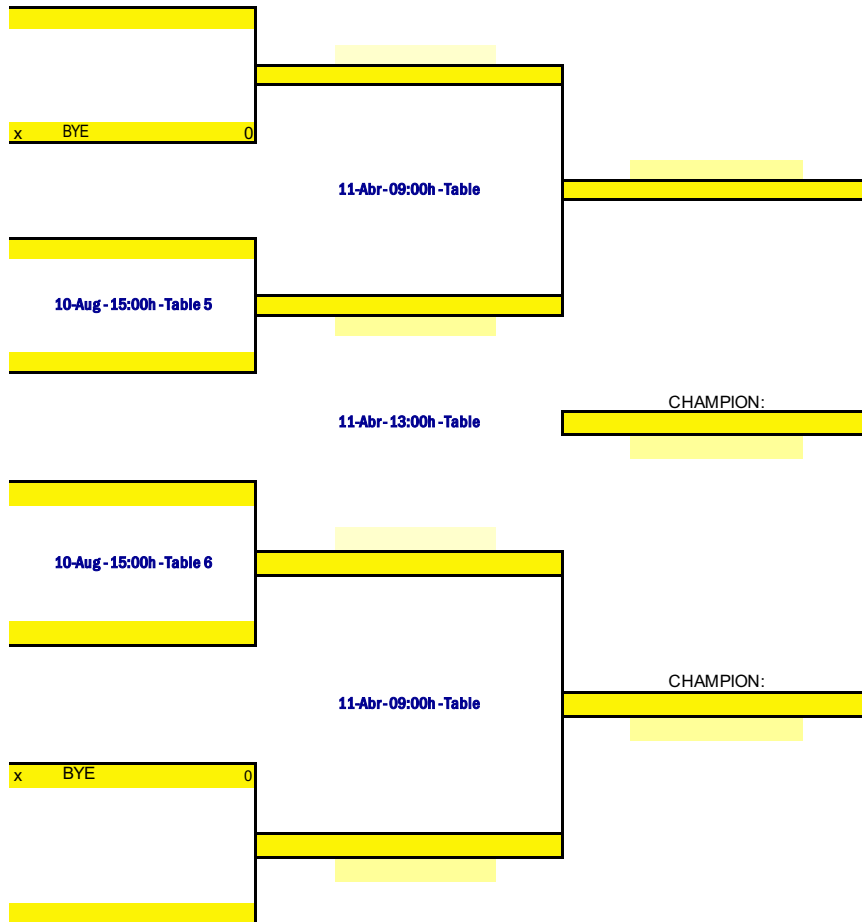 x BYE 0
11-Abr-09:00h-Table
10-Aug-15:00h-Table 5
CHAMPION:
11-Abr-13:00h-Table
10-Aug-15:00h-Table 6
CHAMPION:
11-Abr-09:00h-Table
x BYE 0